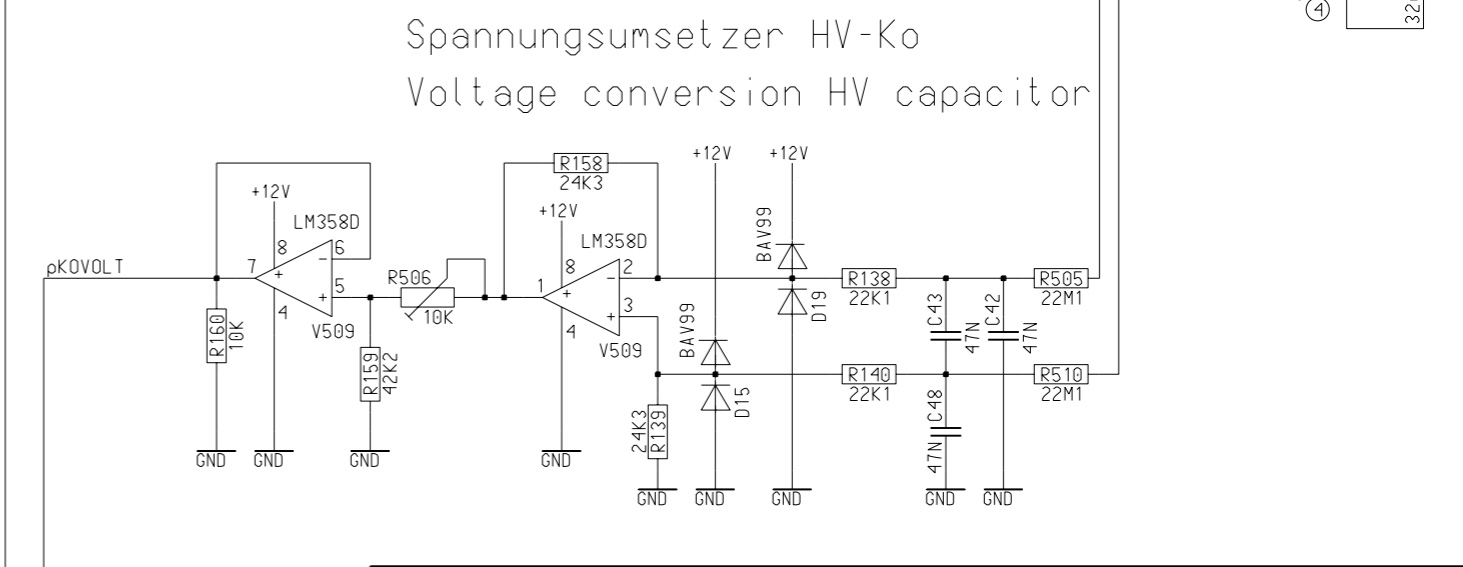 Spannungsumsetzer HV-Ko
Voltage conversion HV capacitor
4
+12V
+12V
R158
24K3
+12V
LM358D
+12V
LM358D
BAV99
8
6
7
-
+
5
4
V509
pKOVOLT
R506
10K
8
2
1
-
+
3
4
V509
R138
22K1
R505
22M1
D19
C43
47N
C42
47N
BAV99
R160
10K
R159
42K2
D15
R140
22K1
R510
22M1
24K3
R139
C48
47N
GND
GND
GND
GND
GND
GND
GND
GND
GND